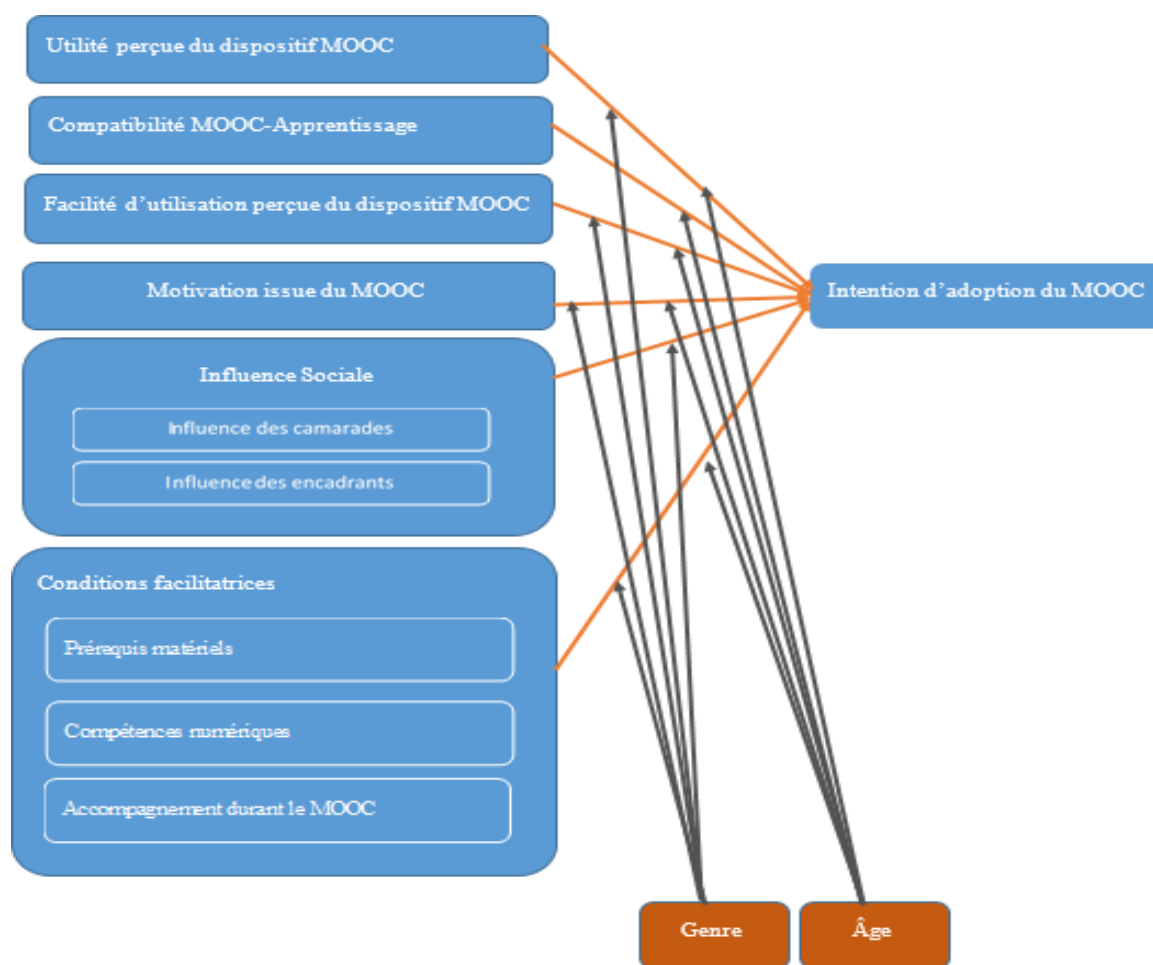 Utilité perçue du dispositif MOOC
Compatibilité MOOC-Apprentissage
Facilité d’utilisation perçue du dispositif MOOC
Motivation issue du MOOC
Intention d’adoption du MOOC
Influence Sociale
Influence des camarades
Influence des encadrants
Conditions facilitatrices
Prérequis matériels
Compétences numériques
Accompagnement durant le MOOC
Genre
Âge